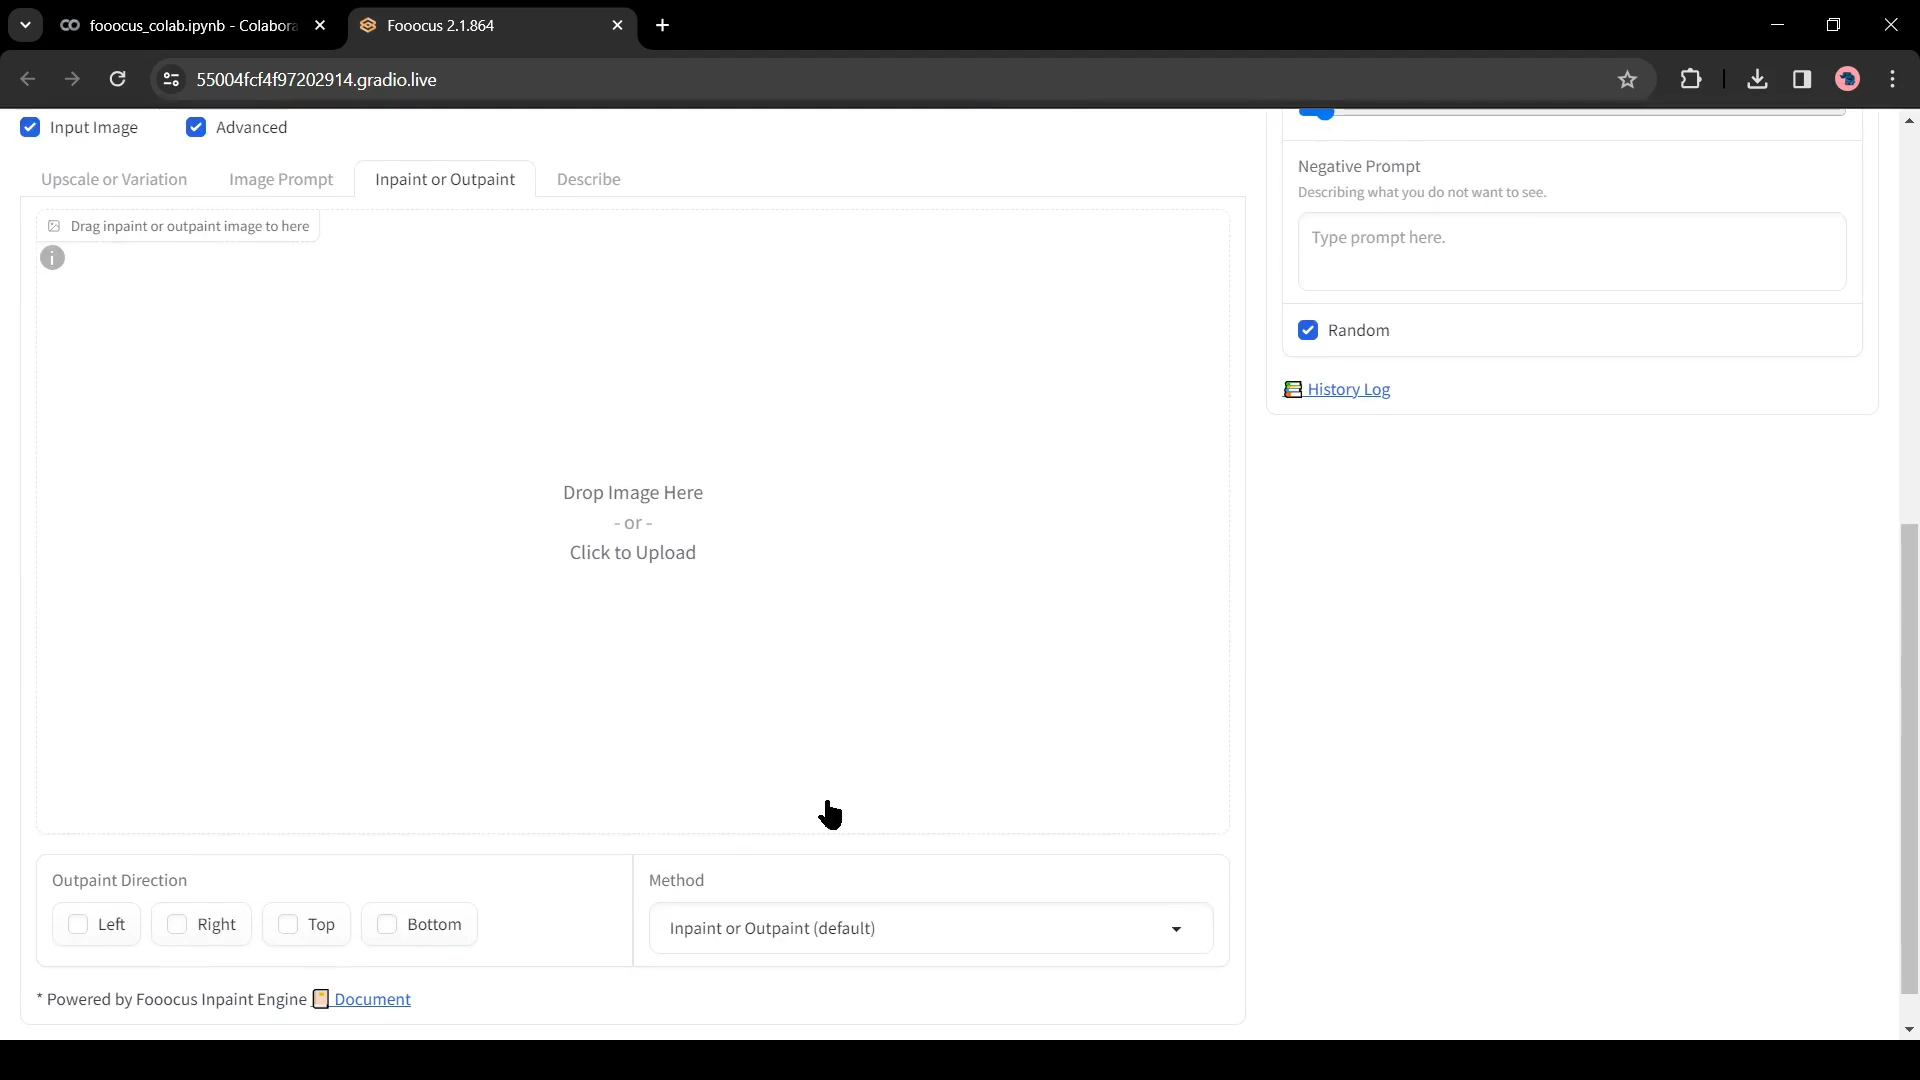 fooocus_colab.ipynb - Colabora
Fooocus 2.1.864
55004fcf4f97202914.gradio.live
Input Image
Advanced
Upscale or Variation
Image Prompt
Inpaint or Outpaint
Describe
Drag inpaint or outpaint image to here
i
Drop Image Here
- or -
Click to Upload
Outpaint Direction
Left
Right
Top
Bottom
Method
Inpaint or Outpaint (default)
* Powered by Fooocus Inpaint Engine Document
Negative Prompt
Describing what you do not want to see.
Type prompt here.
Random
History Log